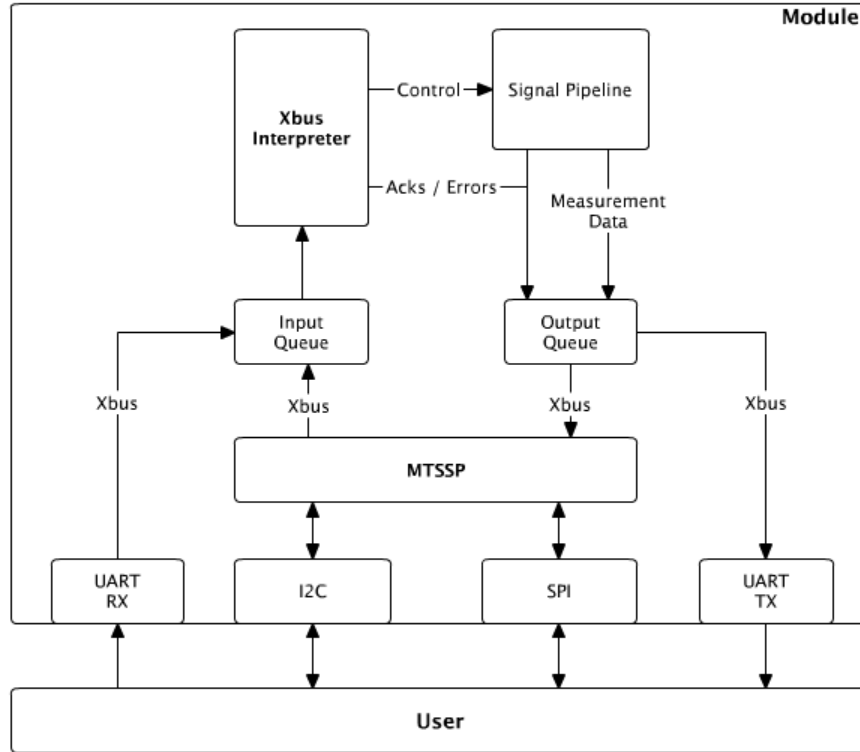 Module
Xbus
Interpreter
Control
Signal Pipeline
Acks / Errors
Measurement
Data
Input
Queue
Output
Queue
Xbus
Xbus
Xbus
Xbus
MTSSP
UART
RX
I2C
SPI
UART
TX
User